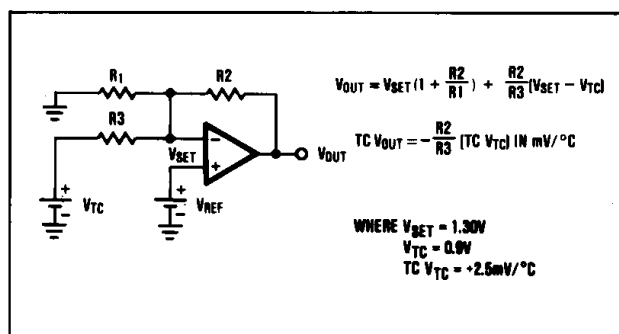 R1
R2
R3
VSET
−
+
VOUT
+
−
VTC
+
−
VREF
VOUT = VSET(1 + R2/R1) + R2/R3 (VSET − VTC)
TC VOUT = − R2/R3 (TC VTC) IN mV/°C
WHERE VSET = 1.30V
VTC = 0.9V
TC VTC = +2.5mV/°C